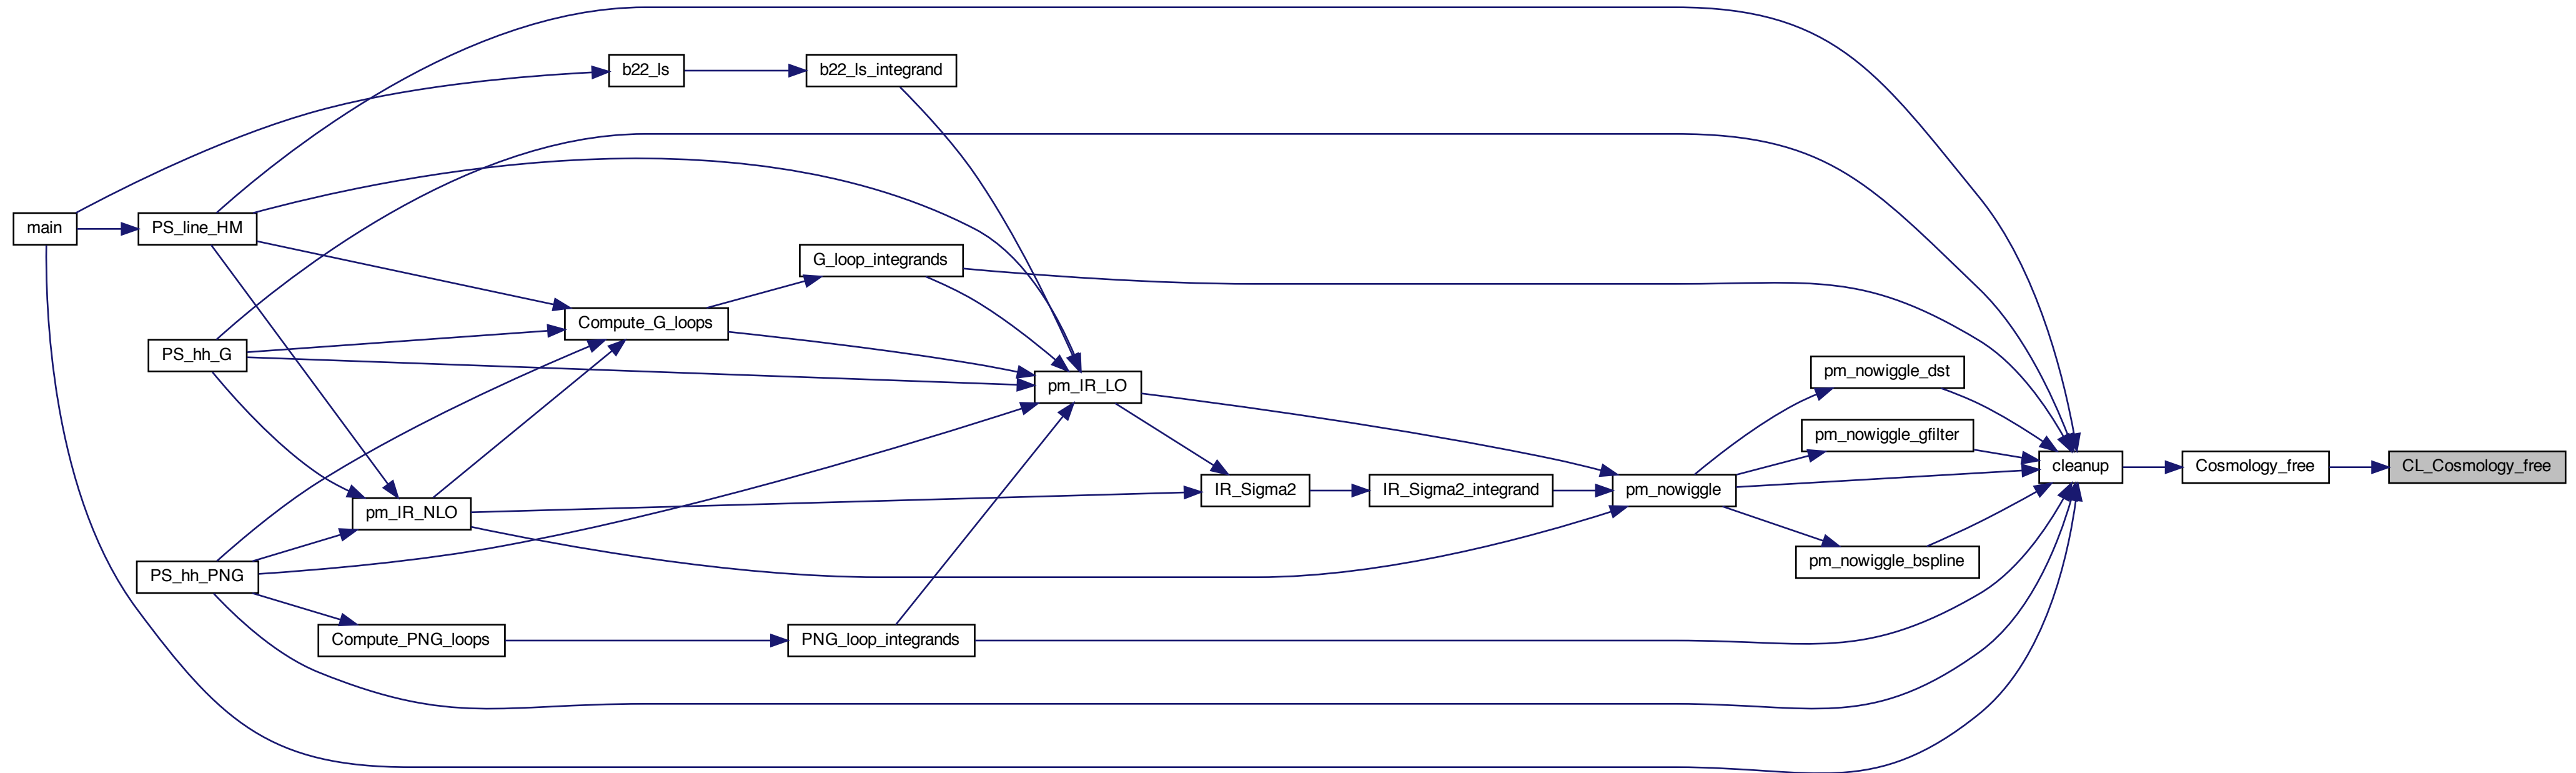 b22_ls
b22_ls_integrand
main
PS_line_HM
G_loop_integrands
Compute_G_loops
PS_hh_G
pm_IR_LO
pm_nowiggle_dst
pm_nowiggle_gfilter
cleanup
Cosmology_free
CL_Cosmology_free
IR_Sigma2
IR_Sigma2_integrand
pm_nowiggle
pm_IR_NLO
pm_nowiggle_bspline
PS_hh_PNG
Compute_PNG_loops
PNG_loop_integrands